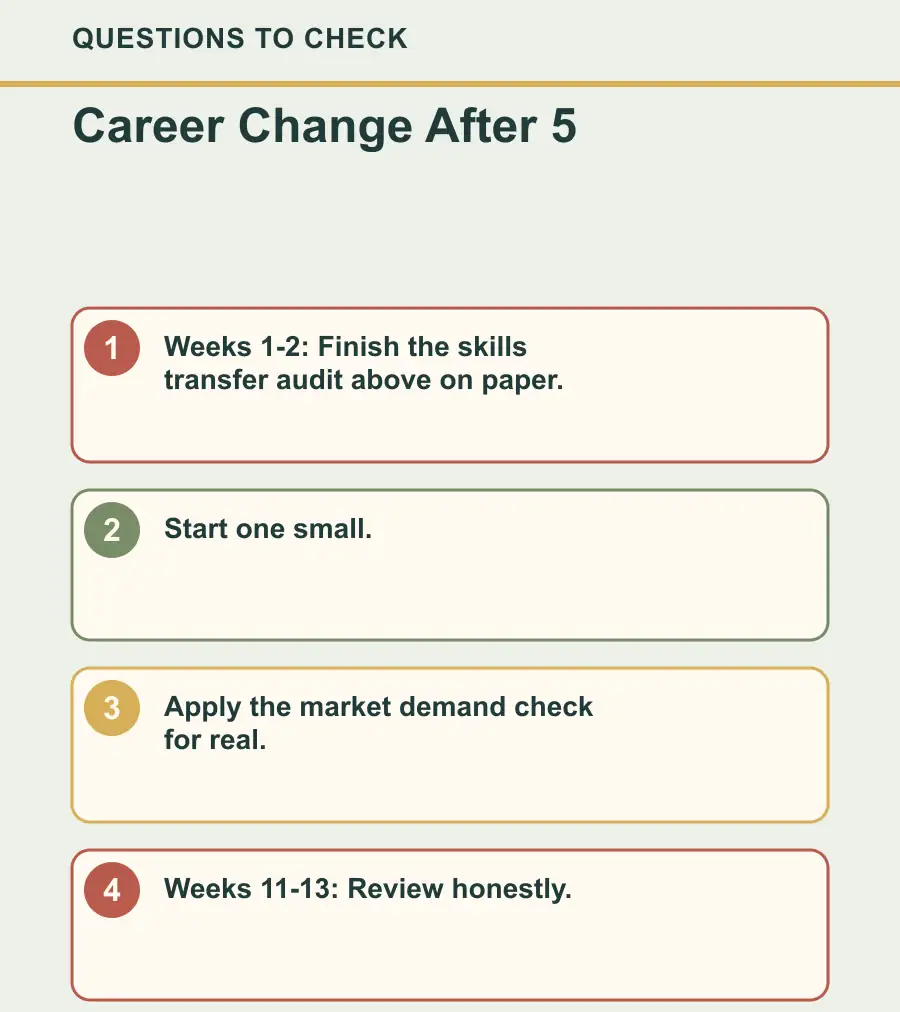 QUESTIONS TO CHECK
Career Change After 5
1
Weeks 1-2: Finish the skills
transfer audit above on paper.
2
Start one small.
3
Apply the market demand check
for real.
4
Weeks 11-13: Review honestly.